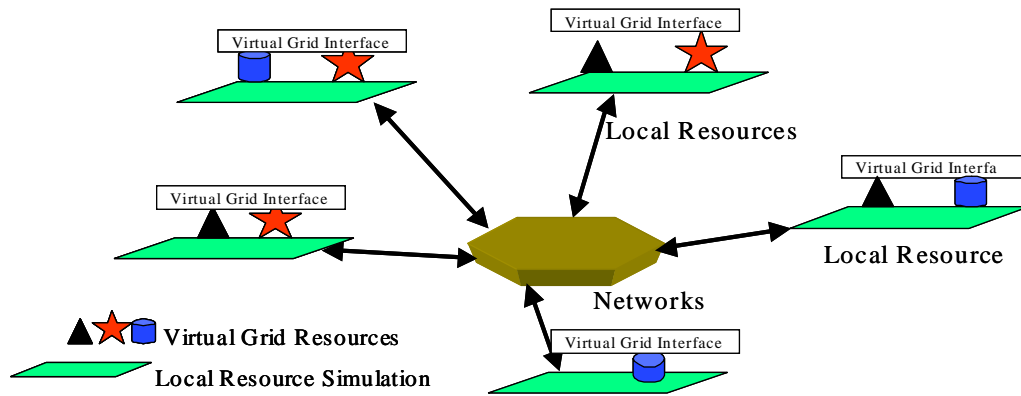 Virtual Grid Interface
Virtual Grid Interface
Local Resources
Virtual Grid Interfa
Virtual Grid Interface
Local Resource
Networks
Virtual Grid Resources
Virtual Grid Interface
Local Resource Simulation